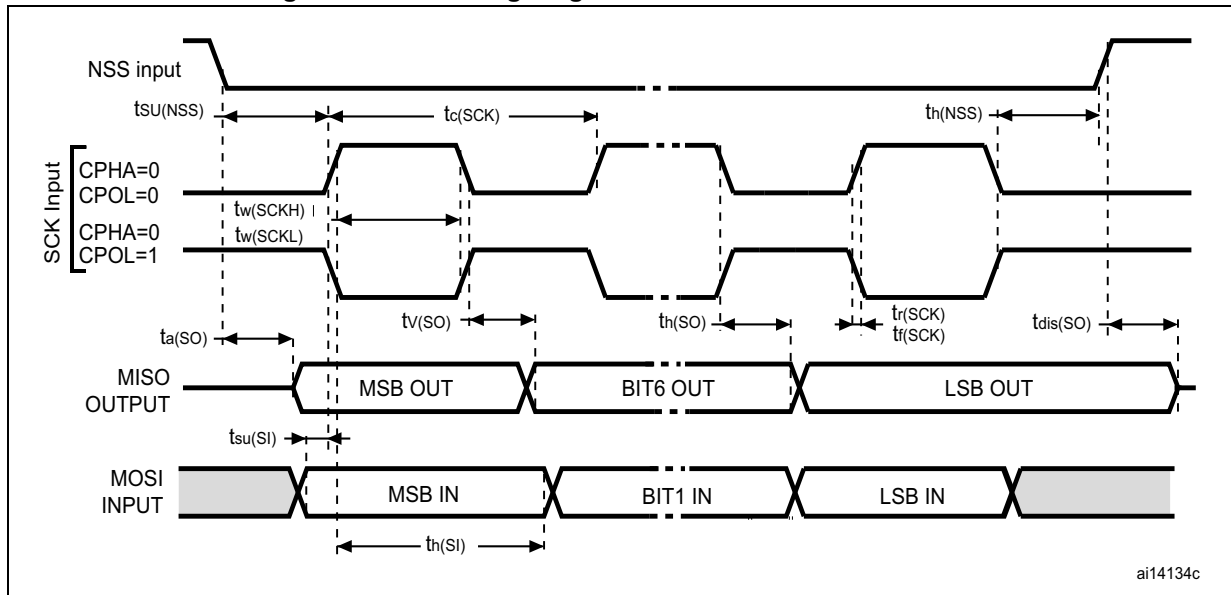 NSS input
tSU(NSS)
tc(SCK)
th(NSS)
SCK Input
CPHA=0
CPOL=0
tw(SCKH)
CPHA=0
tw(SCKL)
CPOL=1
tV(SO)
th(SO)
tr(SCK)
tf(SCK)
ta(SO)
tdis(SO)
MISO
OUTPUT
MSB OUT
BIT6 OUT
LSB OUT
tsu(SI)
MOSI
INPUT
MSB IN
BIT1 IN
LSB IN
th(SI)
ai14134c